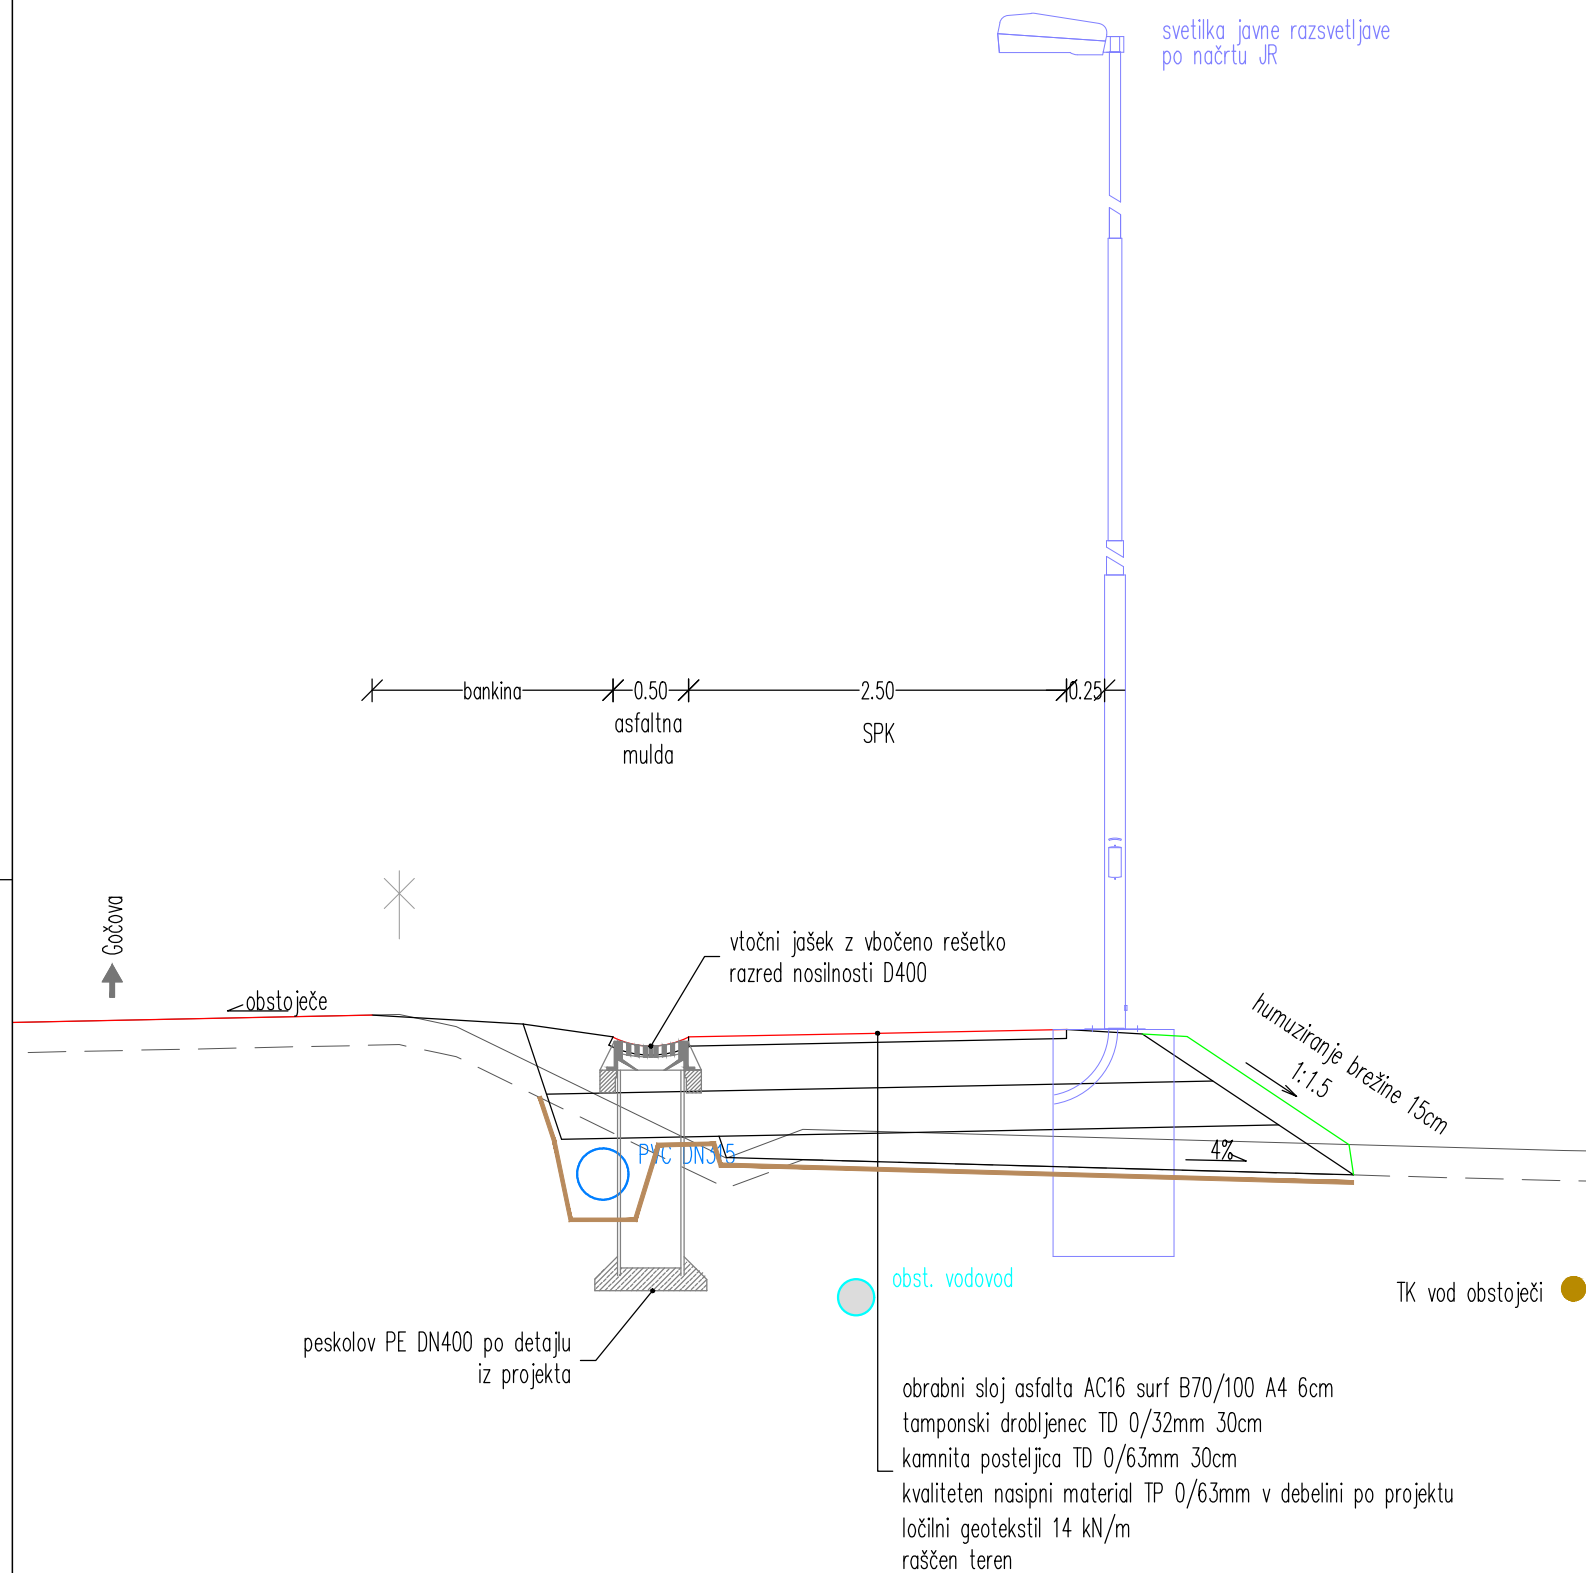 svetilka javne razsvetljave
po načrtu JR
bankina
0.50
2.50
0.25
asfaltna
mulda
SPK
Gočova
vtočni jašek z vbočeno rešetko
razred nosilnosti D400
obstoječe
humuziranje brežine 15cm
1:1.5
4%
PVC DN315
obst. vodovod
TK vod obstoječi
peskolov PE DN400 po detajlu
iz projekta
obrabni sloj asfalta AC16 surf B70/100 A4 6cm
tamponski drobljenec TD 0/32mm 30cm
kamnita posteljica TD 0/63mm 30cm
kvaliteten nasipni material TP 0/63mm v debelini po projektu
ločilni geotekstil 14 kN/m
raščen teren